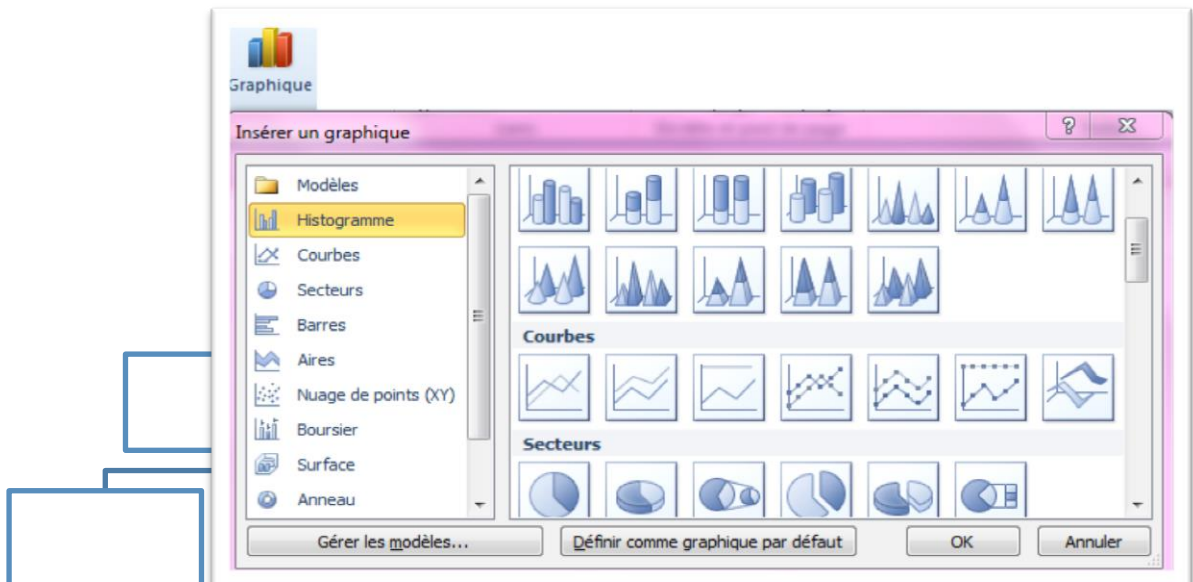 Graphique
Insérer un graphique
Modèles
Histogramme
Courbes
Secteurs
Barres
Aires
Nuage de points (XY)
Boursier
Surface
Anneau
Courbes
Secteurs
Gérer les modèles...
Définir comme graphique par défaut
OK
Annuler